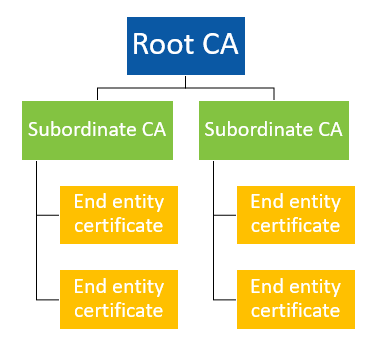 Root CA
Subordinate CA
Subordinate CA
End entity
certificate
End entity
certificate
End entity
certificate
End entity
certificate